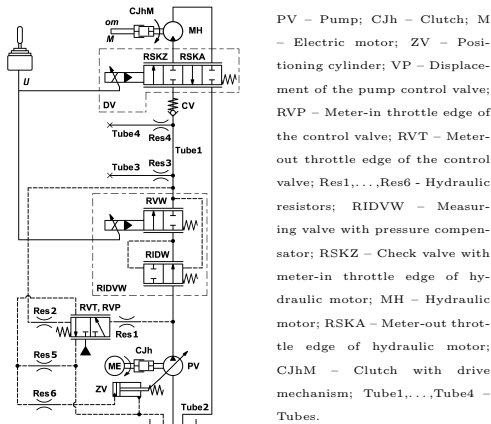 om
M
CJhM
MH
U
RSKZ RSKA
DV
CV
Tube4
Res4
Tube1
Tube3
Res3
RVW
RIDW
RIDVW
RVT, RVP
Res2
Res1
Res5
CJh
ME
PV
ZV
Res6
Tube2
PV – Pump; CJh – Clutch; M
– Electric motor; ZV – Posi-
tioning cylinder; VP – Displace-
ment of the pump control valve;
RVP – Meter-in throttle edge of
the control valve; RVT – Meter-
out throttle edge of the control
valve; Res1,...,Res6 - Hydraulic
resistors; RIDVW – Measur-
ing valve with pressure compen-
sator; RSKZ – Check valve with
meter-in throttle edge of hy-
draulic motor; MH – Hydraulic
motor; RSKA – Meter-out throt-
tle edge of hydraulic motor;
CJhM – Clutch with drive
mechanism; Tube1,...,Tube4 –
Tubes.